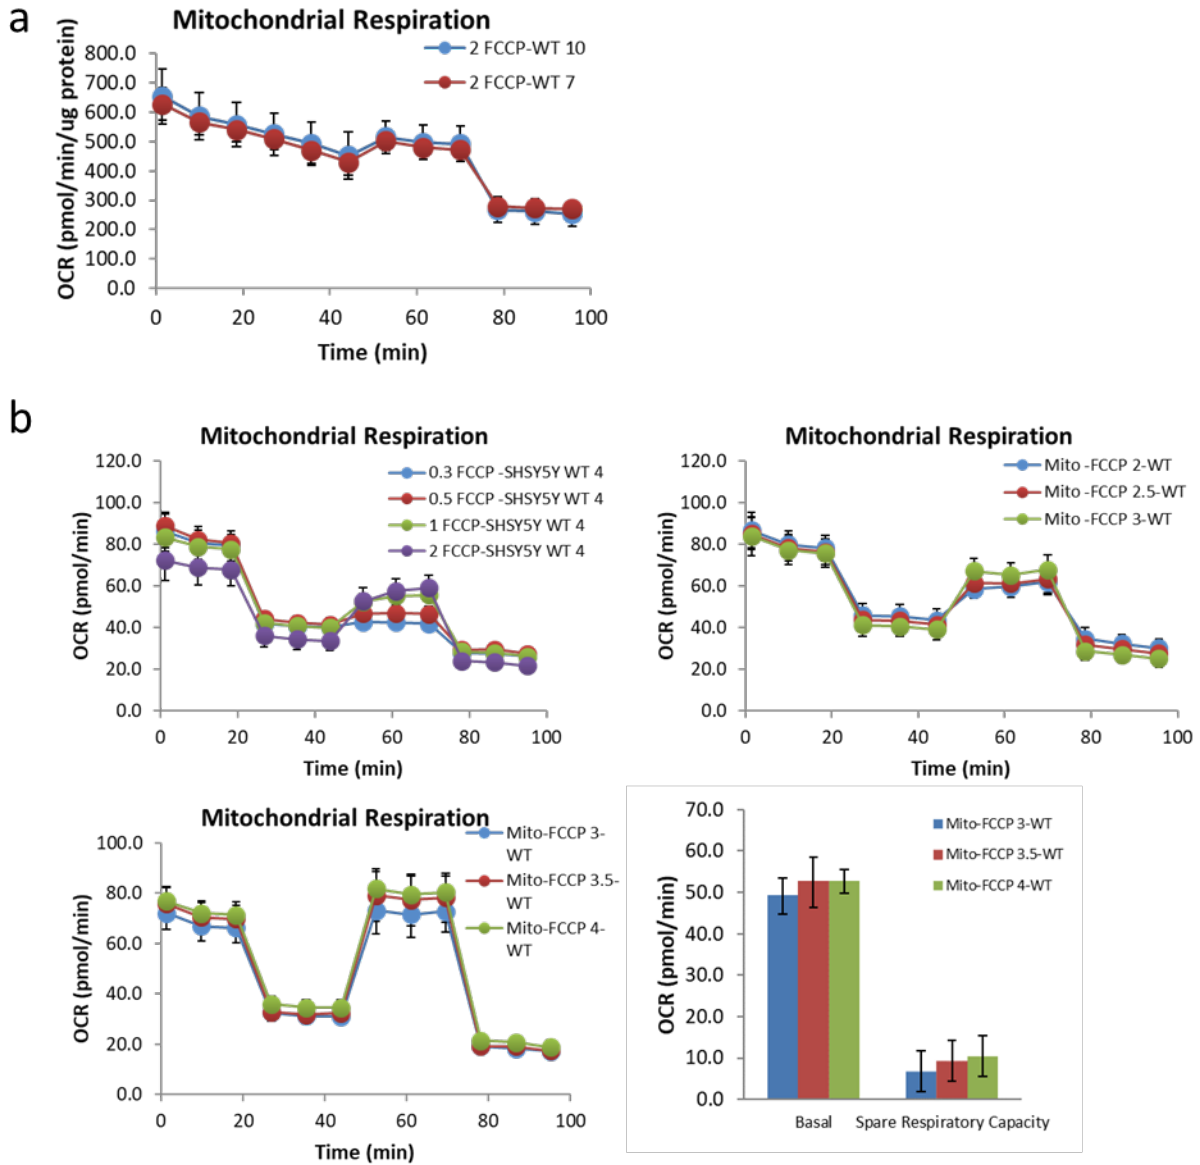 a
Mitochondrial Respiration
2 FCCP-WT 10
2 FCCP-WT 7
OCR (pmol/min/ug protein)
800.0
700.0
600.0
500.0
400.0
300.0
200.0
100.0
0.0
0 20 40 60 80 100
Time (min)
b
Mitochondrial Respiration
0.3 FCCP -SHSY5Y WT 4
0.5 FCCP -SHSY5Y WT 4
1 FCCP-SHSY5Y WT 4
2 FCCP-SHSY5Y WT 4
OCR (pmol/min)
120.0
100.0
80.0
60.0
40.0
20.0
0.0
0 20 40 60 80 100
Time (min)
Mitochondrial Respiration
Mito -FCCP 2-WT
Mito -FCCP 2.5-WT
Mito -FCCP 3-WT
OCR (pmol/min)
120.0
100.0
80.0
60.0
40.0
20.0
0.0
0 20 40 60 80 100
Time (min)
Mitochondrial Respiration
Mito-FCCP 3-
WT
Mito-FCCP 3.5-
WT
Mito-FCCP 4-
WT
OCR (pmol/min)
100.0
80.0
60.0
40.0
20.0
0.0
0 20 40 60 80 100
Time (min)
Mito-FCCP 3-WT
Mito-FCCP 3.5-WT
Mito-FCCP 4-WT
OCR (pmol/min)
70.0
60.0
50.0
40.0
30.0
20.0
10.0
0.0
Basal Spare Respiratory Capacity